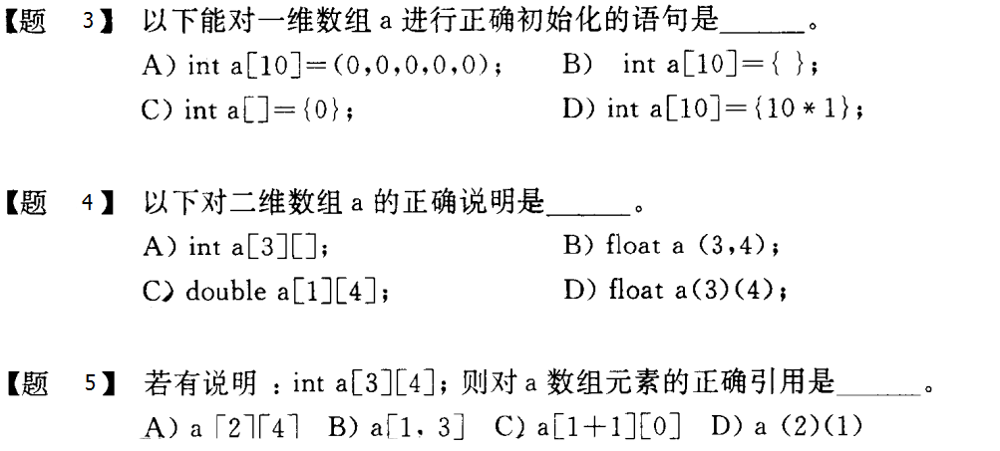 【题 3】 以下能对一维数组 a 进行正确初始化的语句是______。
A) int a[10]=(0,0,0,0,0); B) int a[10]={ };
C) int a[]={0}; D) int a[10]={10*1};
【题 4】 以下对二维数组 a 的正确说明是______。
A) int a[3][]; B) float a (3,4);
C) double a[1][4]; D) float a(3)(4);
【题 5】 若有说明 : int a[3][4]; 则对 a 数组元素的正确引用是______。
A) a [2][4] B) a[1, 3] C) a[1+1][0] D) a (2)(1)